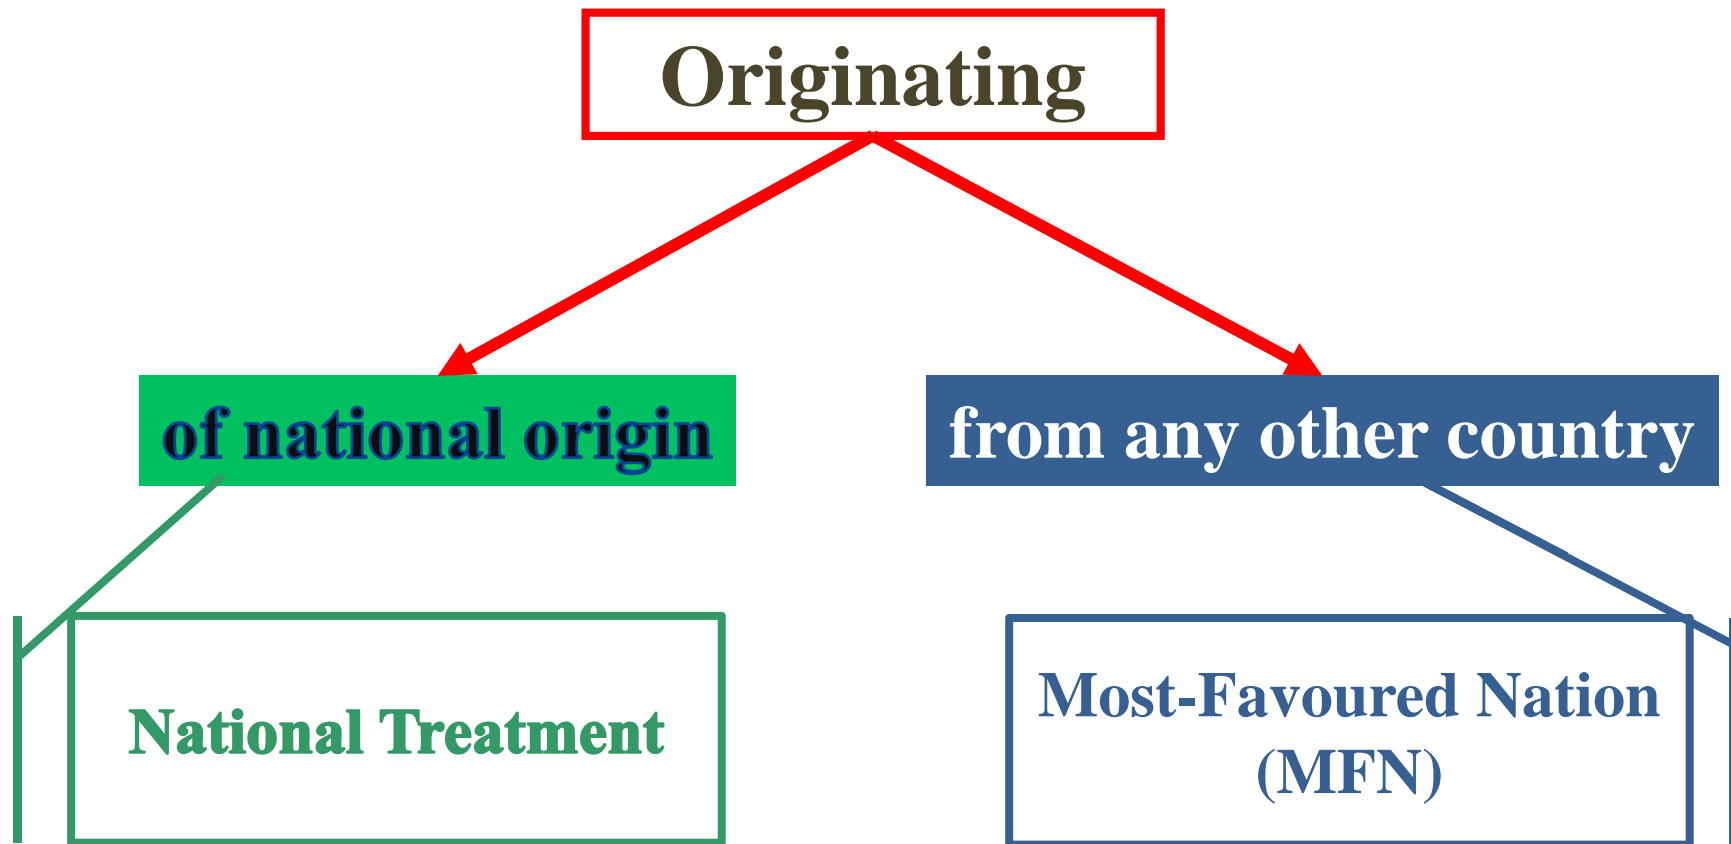 Originating
of national origin
from any other country
National Treatment
Most-Favoured Nation
(MFN)